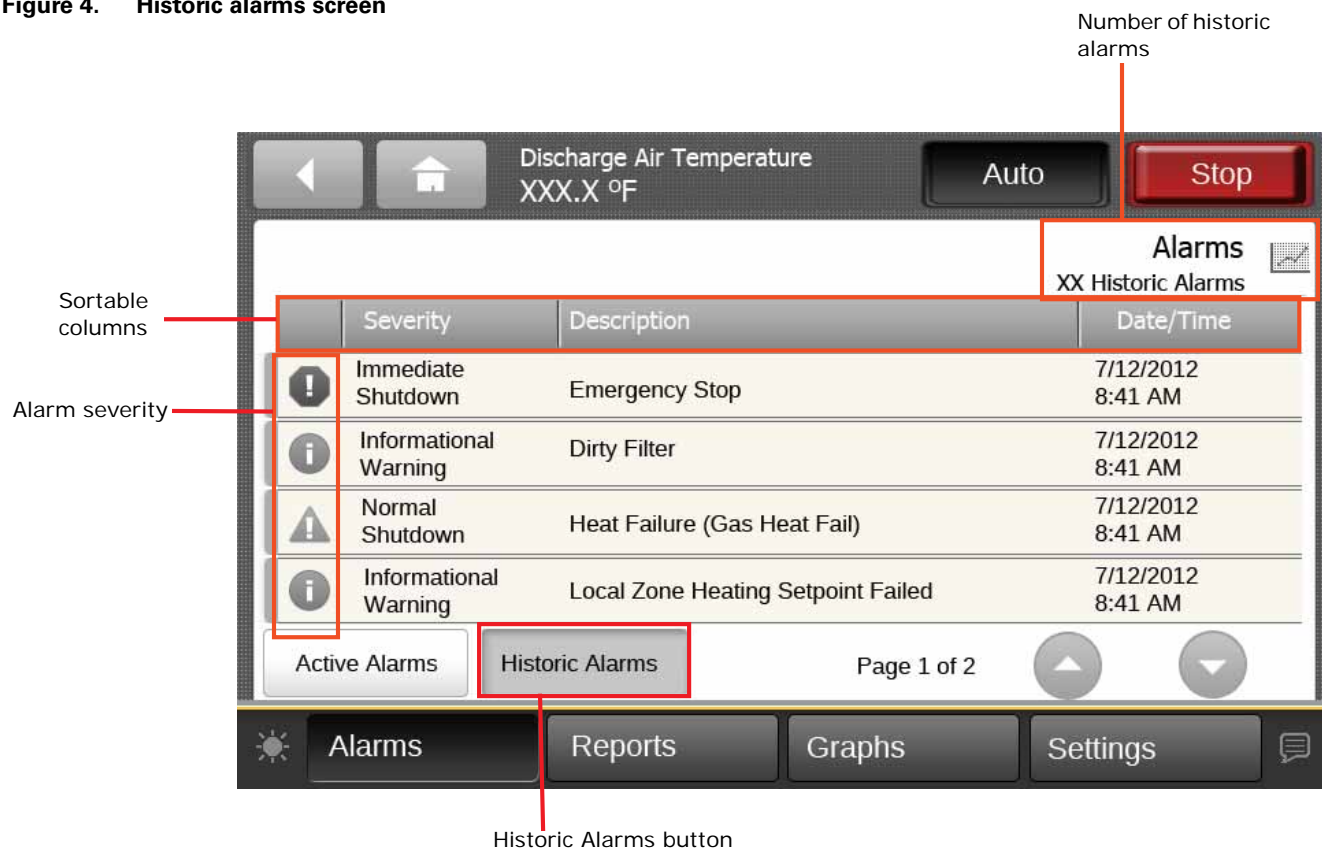 Figure 4. Historic alarms screen
Number of historic
alarms
Discharge Air Temperature
XXX.X ºF
Auto
Stop
Alarms
XX Historic Alarms
Sortable
columns
Severity
Description
Date/Time
Alarm severity
Immediate
Shutdown
Emergency Stop
7/12/2012
8:41 AM
Informational
Warning
Dirty Filter
7/12/2012
8:41 AM
Normal
Shutdown
Heat Failure (Gas Heat Fail)
7/12/2012
8:41 AM
Informational
Warning
Local Zone Heating Setpoint Failed
7/12/2012
8:41 AM
Active Alarms
Historic Alarms
Page 1 of 2
Alarms
Reports
Graphs
Settings
Historic Alarms button